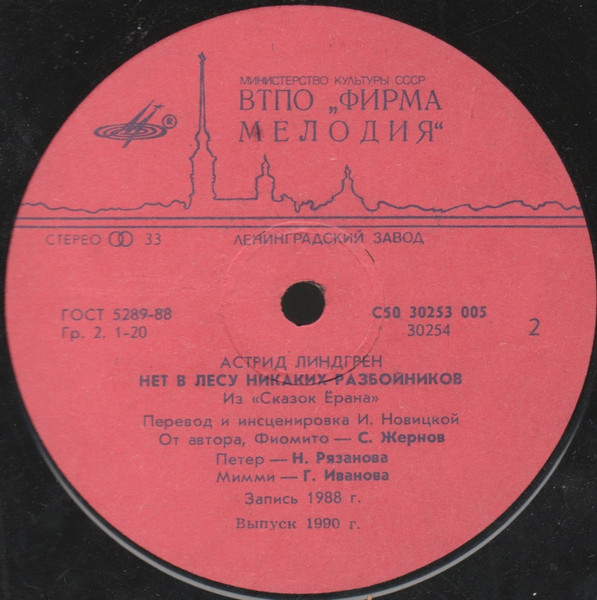 МИНИСТЕРСТВО КУЛЬТУРЫ СССР
ВТПО „ФИРМА
МЕЛОДИЯ“
®
СТЕРЕО 33
ЛЕНИНГРАДСКИЙ ЗАВОД
ГОСТ 5289-88
Гр. 2. 1-20
С50 30253 005
30254
2
АСТРИД ЛИНДГРЕН
НЕТ В ЛЕСУ НИКАКИХ РАЗБОЙНИКОВ
Из «Сказок Ёрана»
Перевод и инсценировка И. Новицкой
От автора, Фиомито — С. Жернов
Петер — Н. Рязанова
Мимми — Г. Иванова
Запись 1988 г.
Выпуск 1990 г.